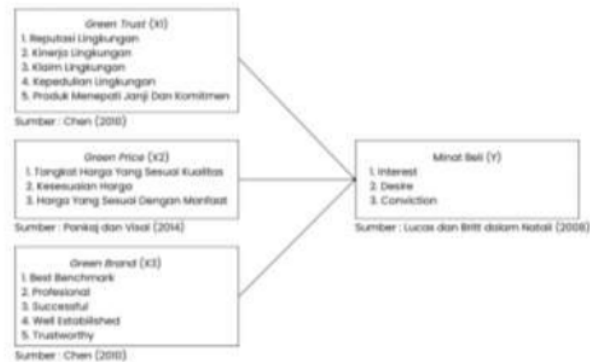 Green Trust (X1)
1. Reputasi Lingkungan
2. Kinerja Lingkungan
3. Klaim Lingkungan
4. Kepedulian Lingkungan
5. Produk Menepati Janji Dan Komitmen
Sumber : Chen (2010)
Green Price (X2)
1. Tangkat Harga Yang Sesuai Kualitas
2. Kesesuaian Harga
3. Harga Yang Sesuai Dengan Manfaat
Sumber : Pankaj dan Visal (2014)
Green Brand (X3)
1. Best Benchmark
2. Profesional
3. Successful
4. Well Established
5. Trustworthy
Sumber : Chen (2010)
Minat Beli (Y)
1. Interest
2. Desire
3. Conviction
Sumber : Lucas dan Britt dalam Natali (2008)